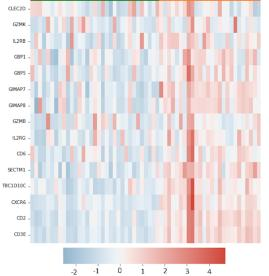 CLEC2D
GZMK
IL2RB
GBP1
GBP5
GIMAP7
GIMAP8
GZMB
IL2RG
CD6
SECTM1
TBC1D10C
CXCR6
CD2
CD3E
-2 -1 0 1 2 3 4